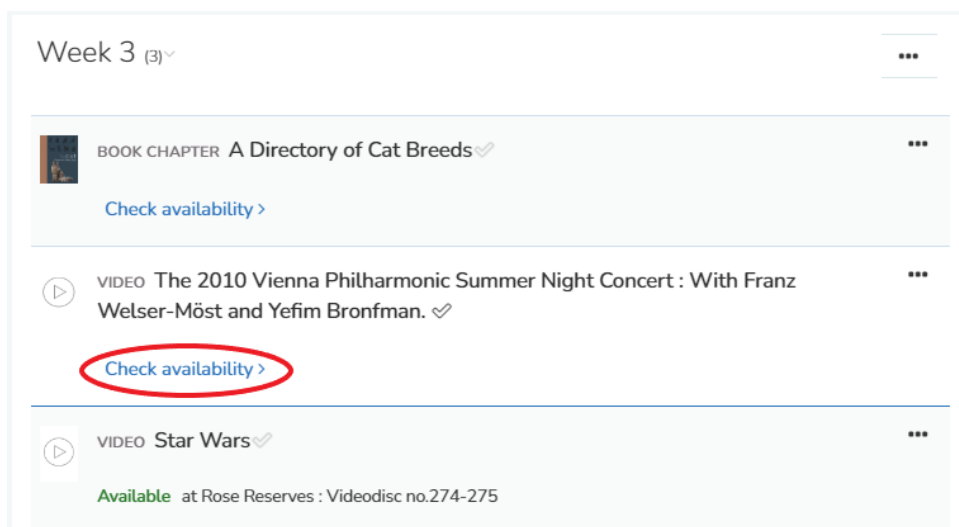 Week 3 (3)
BOOK CHAPTER A Directory of Cat Breeds
Check availability >
VIDEO The 2010 Vienna Philharmonic Summer Night Concert : With Franz
Welser-Möst and Yefim Bronfman.
Check availability >
VIDEO Star Wars
Available at Rose Reserves : Videodisc no.274-275